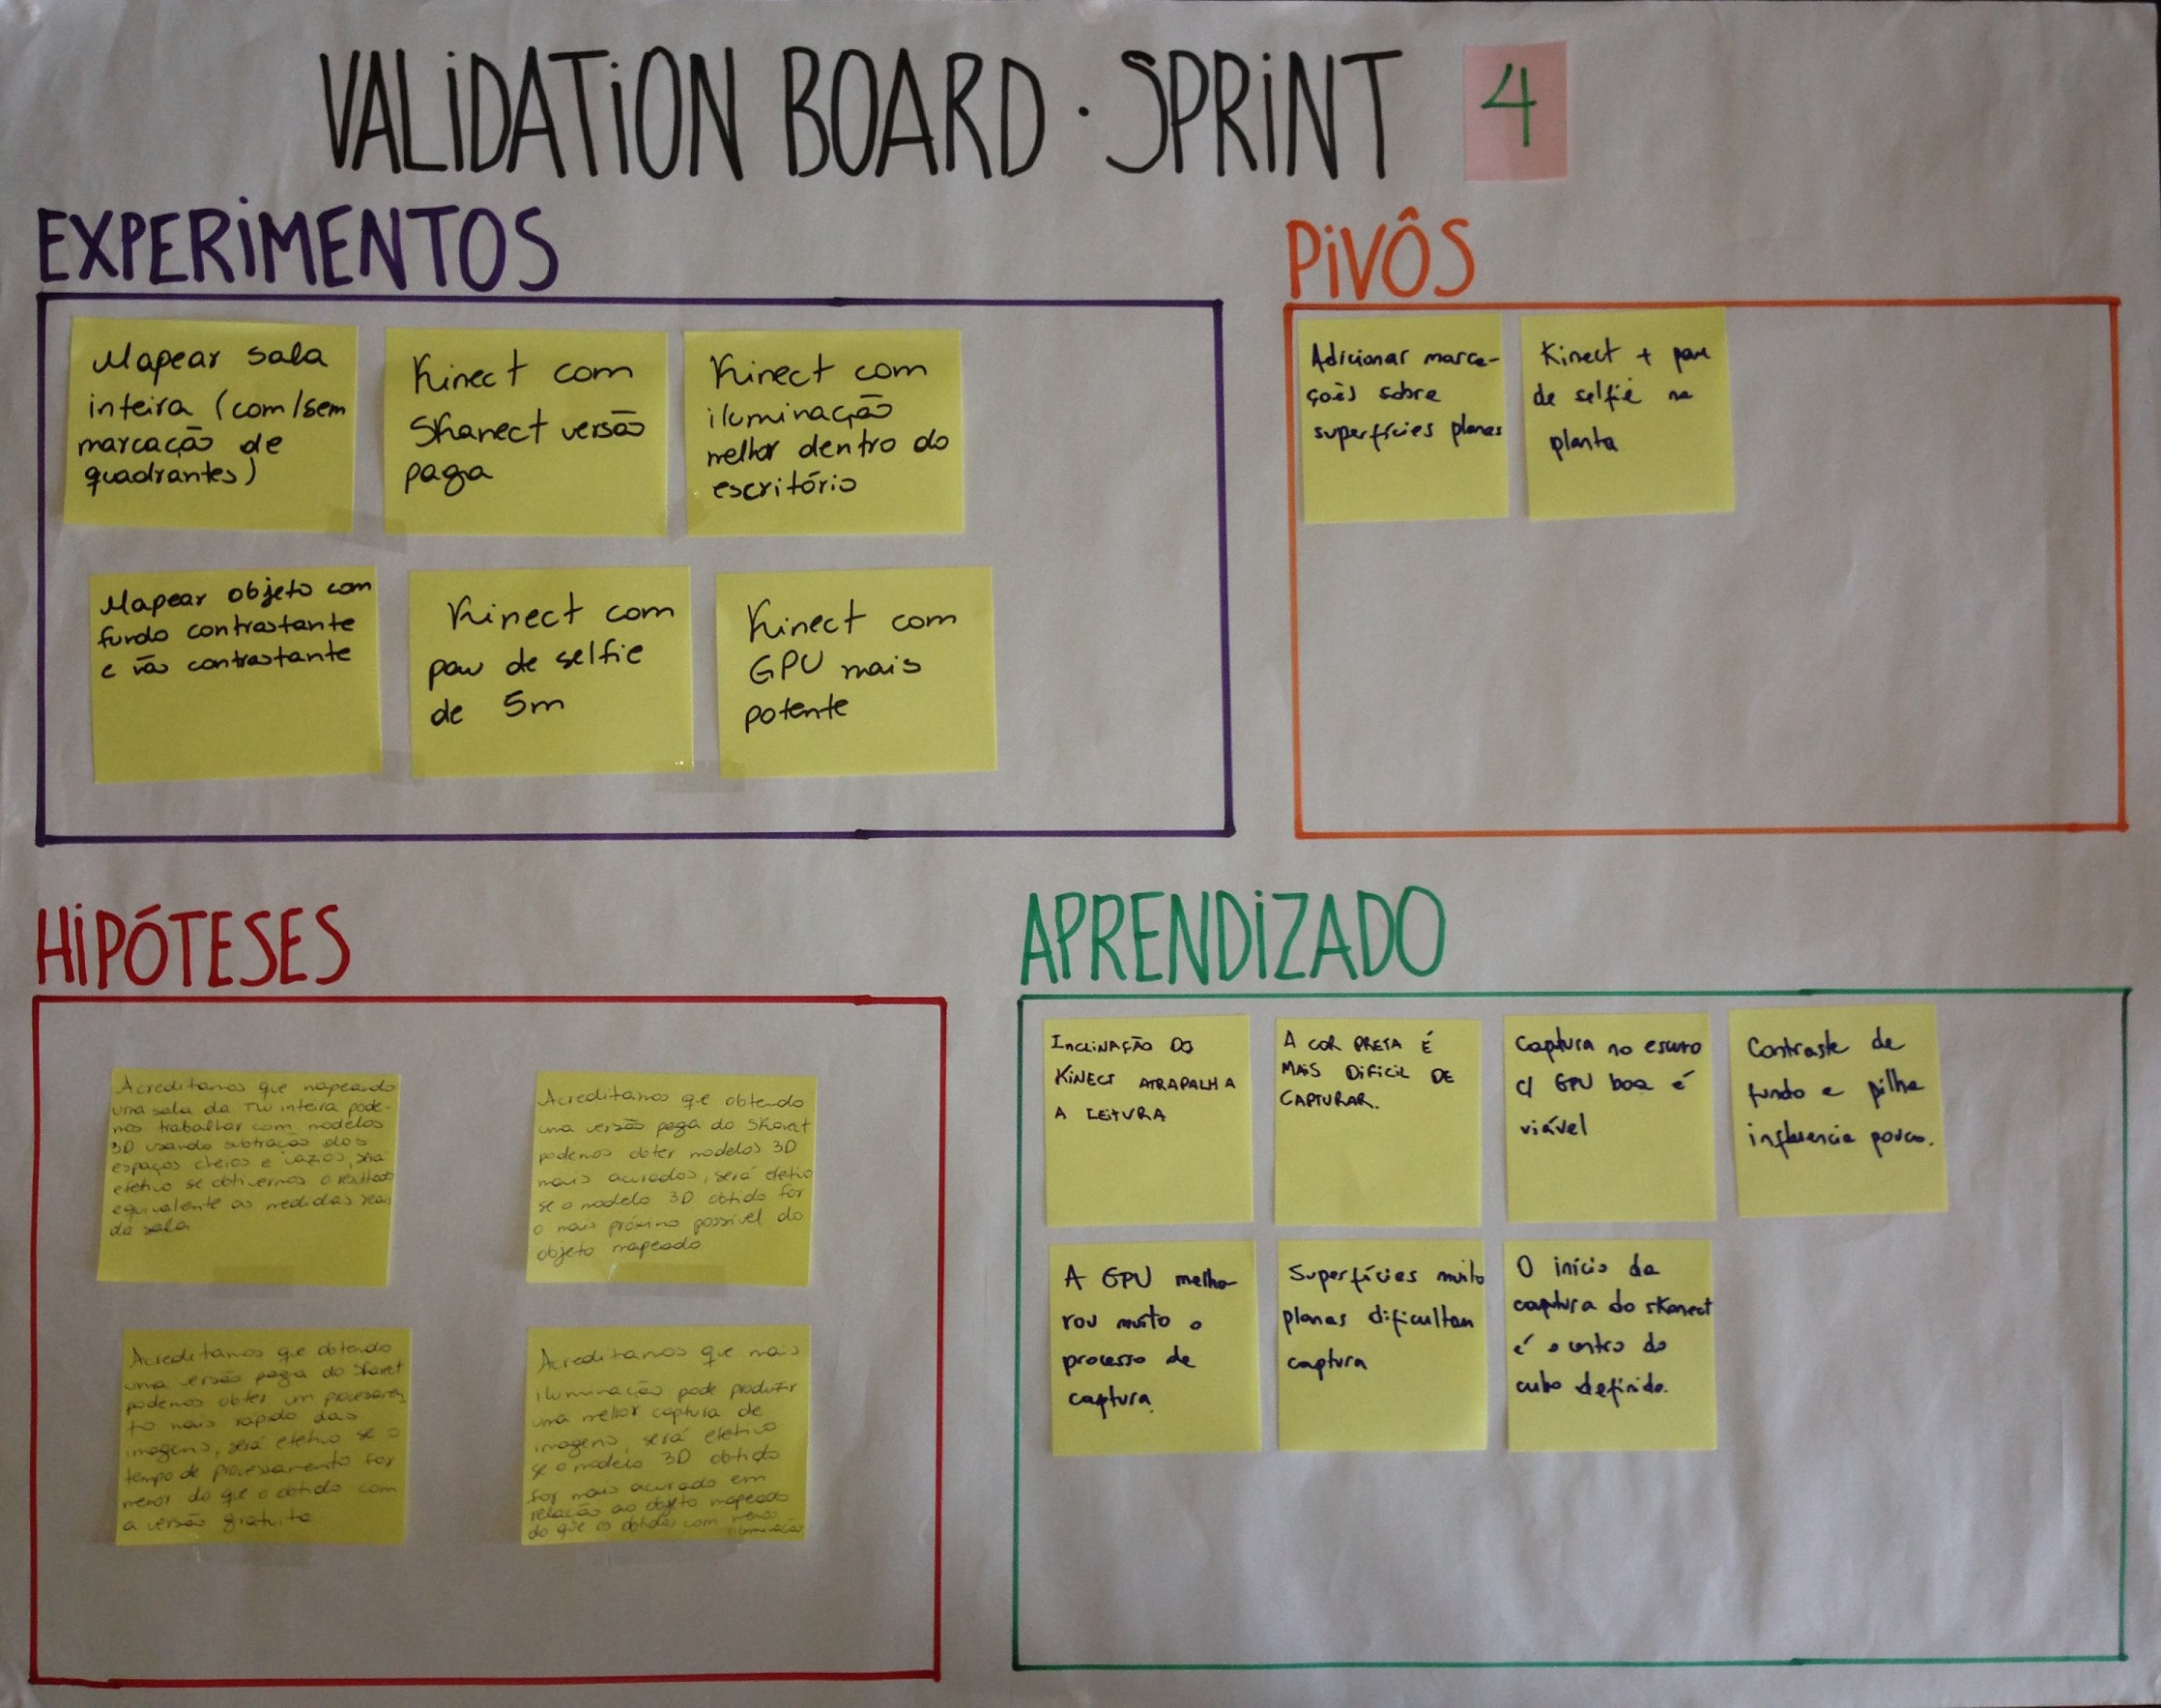 VALiDATiON BOARD · SPRiNT 4
EXPERiMENTOS
Mapear sala
inteira (com/sem
marcação de
quadrantes)
Kinect com
Skanect versão
paga
Kinect com
iluminação
melhor dentro do
escritório
Mapear objeto com
fundo contrastante
e não contrastante
Kinect com
pau de selfie
de 5m
Kinect com
GPU mais
potente
PiVÔS
Adicionar marca-
ções sobre
superfícies planas
Kinect + pau
de selfie na
planta
HiPÓTESES
Acreditamos que mapeando
uma sala da TW inteira pode-
mos trabalhar com modelos
3D usando subtração dos
espaços cheios e vazios, será
efetivo se obtivermos o resultado
equivalente as medidas reais
da sala
Acreditamos que obtendo
uma versão paga do Skanect
podemos obter modelos 3D
mais acurados, será efetivo
se o modelo 3D obtido for
o mais próximo possível do
objeto mapeado
Acreditamos que obtendo
uma versão paga do Skanect
podemos obter um processamen
to mais rápido das
imagens, será efetivo se o
tempo de processamento for
menor do que o obtido com
a versão gratuita
Acreditamos que mais
iluminação pode produzir
uma melhor captura de
imagens, será efetivo
se o modelo 3D obtido
for mais acurado em
relação ao objeto mapeado
do que os obtidos com menos
iluminação
APRENDiZADO
INCLINAÇÃO DO
KINECT ATRAPALHA
A LEITURA
A COR PRETA É
MAIS DIFICIL DE
CAPTURAR.
Captura no escuro
c/ GPU boa é
viável
Contraste de
fundo e pilha
influencia pouco.
A GPU melho-
rou muito o
processo de
captura.
Superfícies muito
planas dificultam
captura
O início da
captura do skanect
é o centro do
cubo definido.